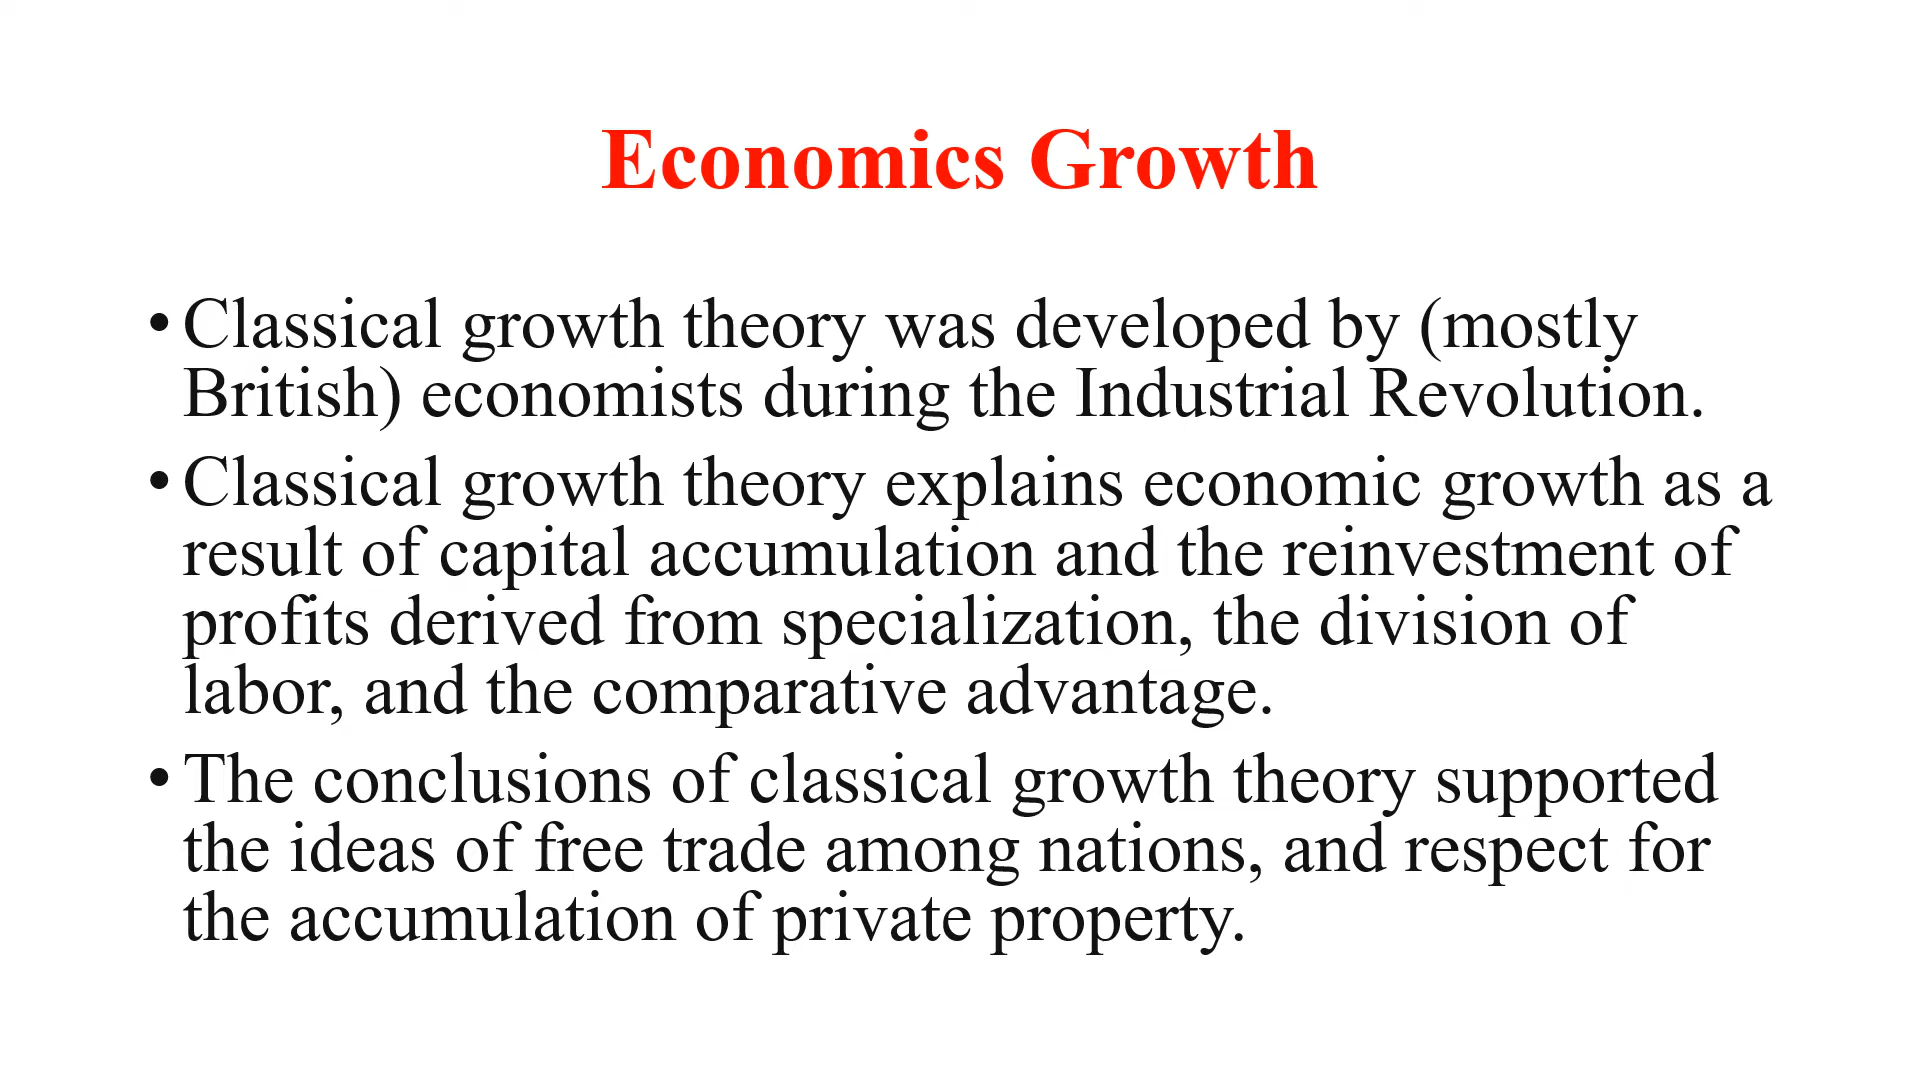 Economics Growth
• Classical growth theory was developed by (mostly
British) economists during the Industrial Revolution.
• Classical growth theory explains economic growth as a
result of capital accumulation and the reinvestment of
profits derived from specialization, the division of
labor, and the comparative advantage.
• The conclusions of classical growth theory supported
the ideas of free trade among nations, and respect for
the accumulation of private property.